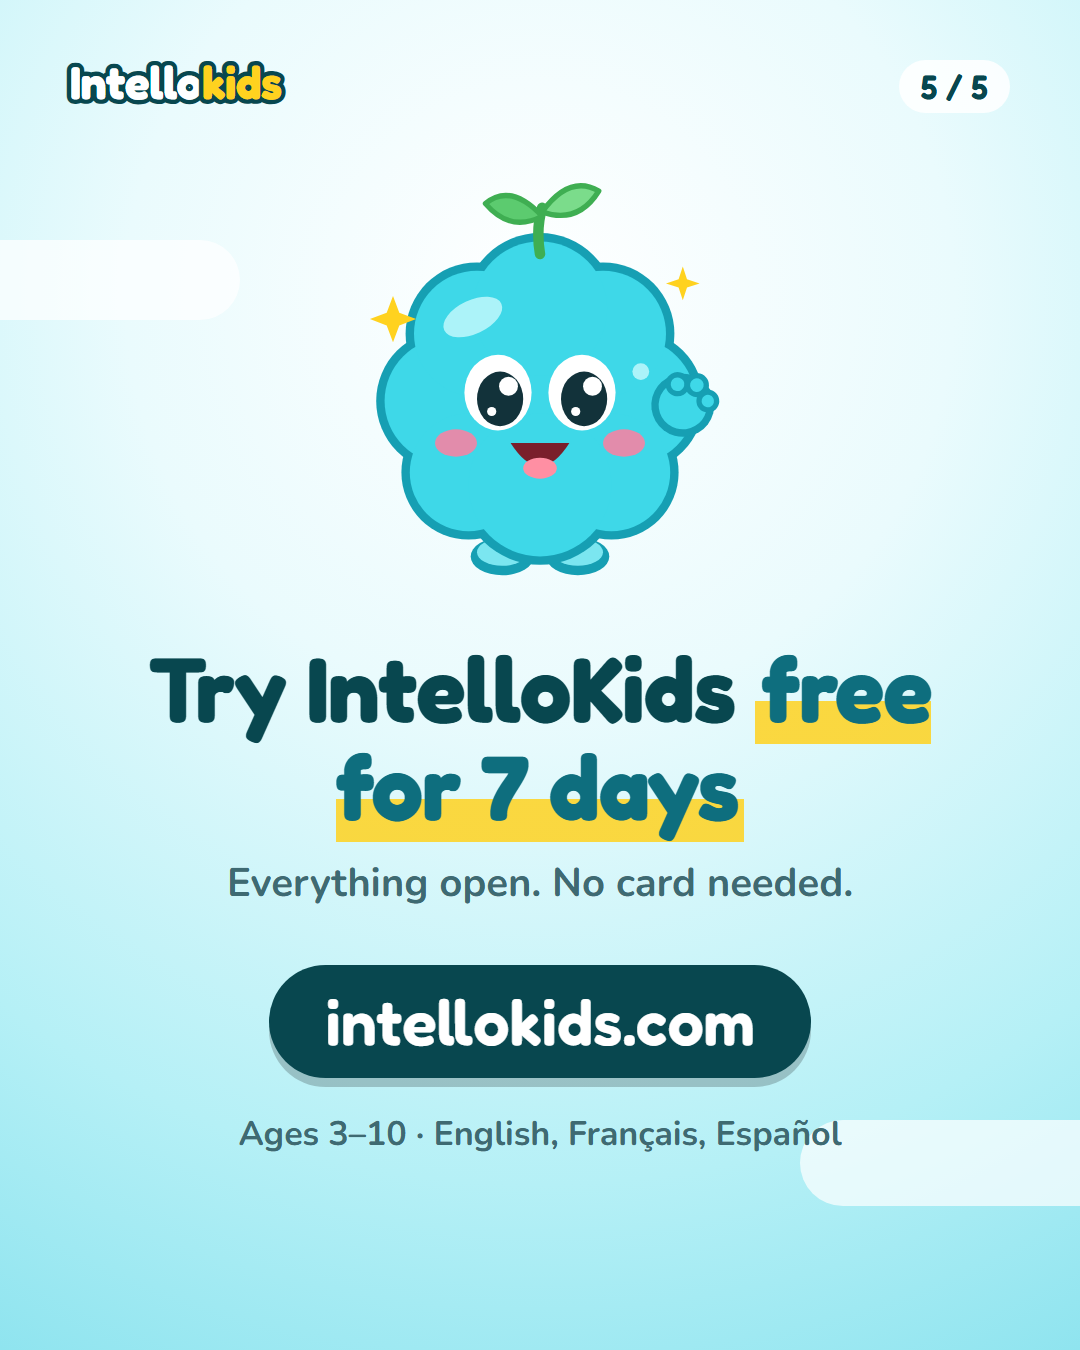 Intellokids
5 / 5
Try IntelloKids free
for 7 days
Everything open. No card needed.
intellokids.com
Ages 3–10 · English, Français, Español